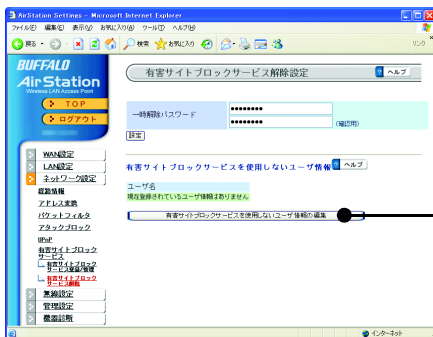 AirStation Settings - Microsoft Internet Explorer
ファイル(F) 編集(E) 表示(V) お気に入り(A) ツール(T) ヘルプ(H)
戻る 検索 お気に入り リンク
BUFFALO
AirStation
Wireless LAN Access Point
TOP
ログアウト
WAN設定
LAN設定
ネットワーク設定
経路情報
アドレス変換
パケットフィルタ
アタックブロック
UPnP
有害サイトブロック
サービス
有害サイトブロック
サービス登録/管理
有害サイトブロック
サービス解除
無線設定
管理設定
機器診断
有害サイトブロックサービス解除設定
ヘルプ
一時解除パスワード
••••••••
•••••••• (確認用)
設定
有害サイトブロックサービスを使用しないユーザ情報 ヘルプ
ユーザ名
現在登録されているユーザ情報はありません
有害サイトブロックサービスを使用しないユーザ情報の編集
インターネット